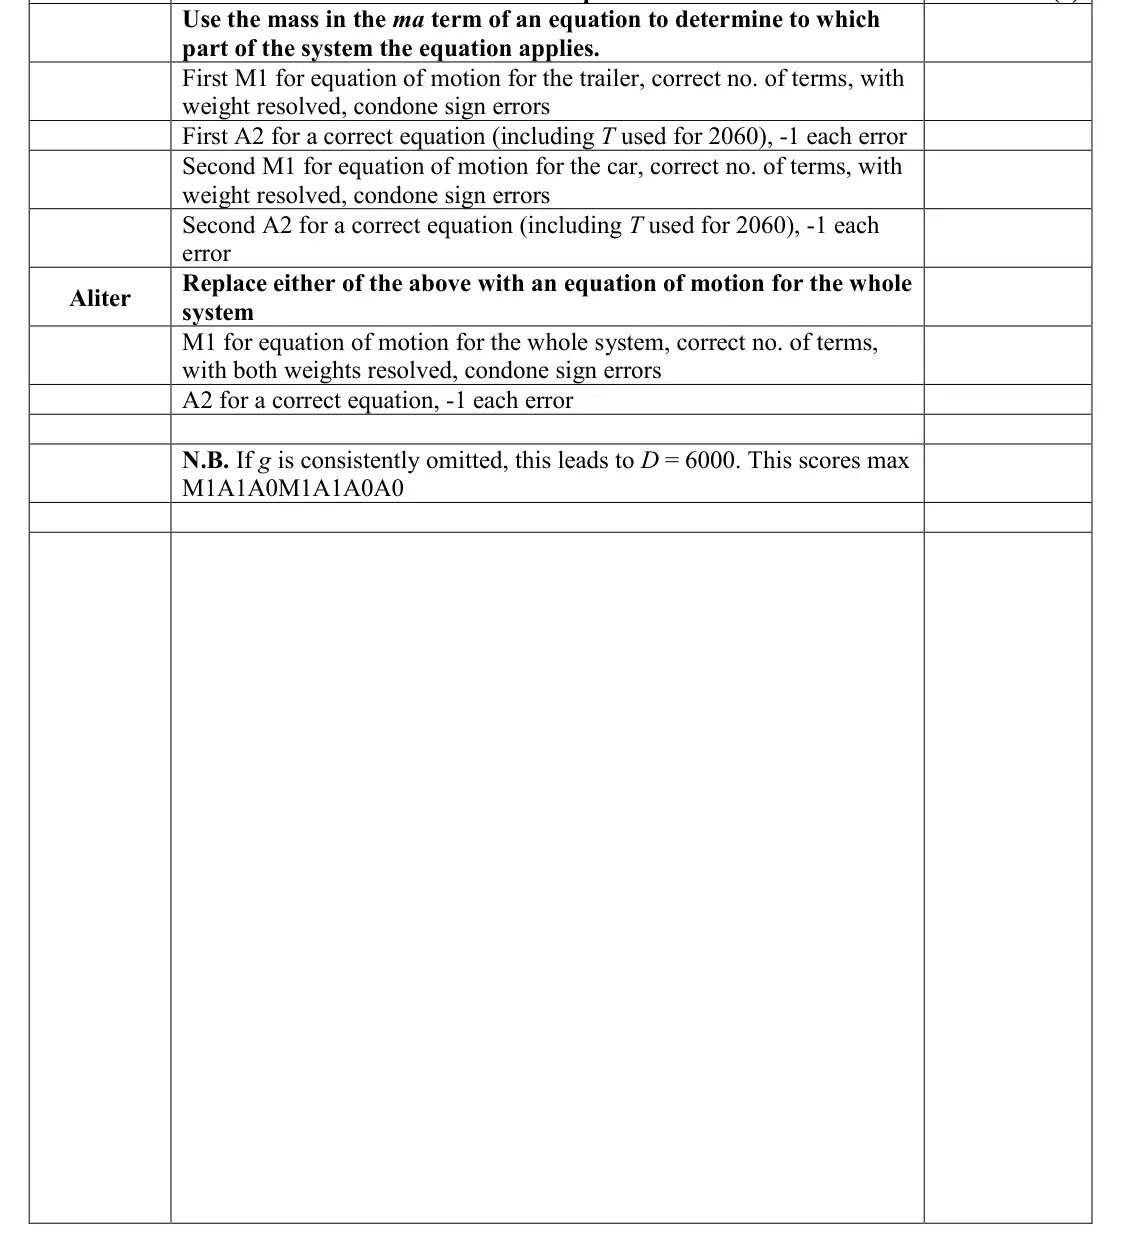 Use the mass in the ma term of an equation to determine to which
part of the system the equation applies.
First M1 for equation of motion for the trailer, correct no. of terms, with
weight resolved, condone sign errors
First A2 for a correct equation (including T used for 2060), -1 each error
Second M1 for equation of motion for the car, correct no. of terms, with
weight resolved, condone sign errors
Second A2 for a correct equation (including T used for 2060), -1 each
error
Aliter
Replace either of the above with an equation of motion for the whole
system
M1 for equation of motion for the whole system, correct no. of terms,
with both weights resolved, condone sign errors
A2 for a correct equation, -1 each error
N.B. If g is consistently omitted, this leads to D = 6000. This scores max
M1A1A0M1A1A0A0